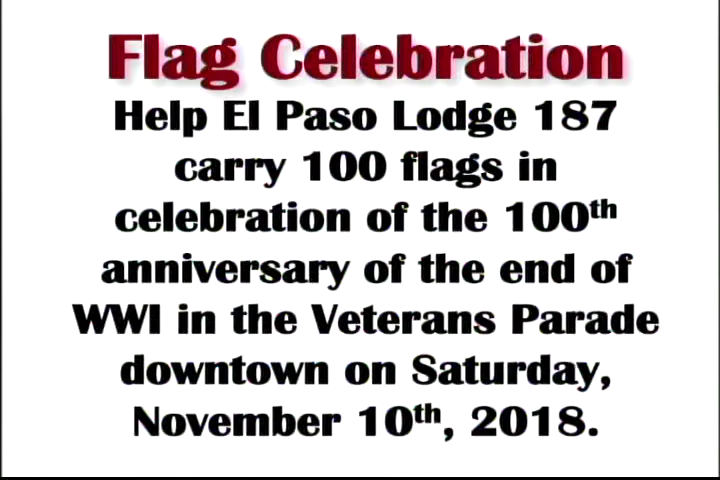 Flag Celebration
Help El Paso Lodge 187
carry 100 flags in
celebration of the 100th
anniversary of the end of
WWI in the Veterans Parade
downtown on Saturday,
November 10th, 2018.